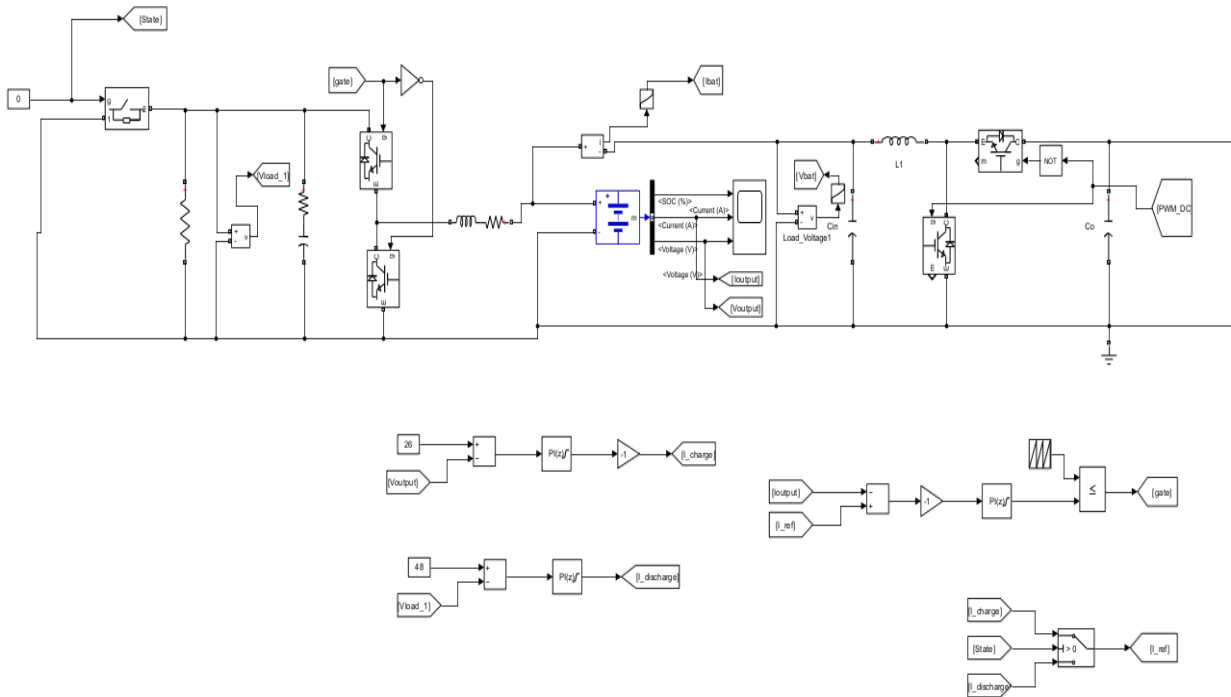 [State]
0
g
1
2
[gate]
[Vload_1]
+
-
v
C
g
E
C
g
E
[Ibat]
+
i
-
+
+
-
m
<SOC (%)>
<Current (A)>
<Current (A)>
<Voltage (V)>
<Voltage (V)>
[Ioutput]
[Voutput]
[Vbat]
+
-
v
Load_Voltage1
Cin
L1
E
C
m
g
NOT
g
C
E
E
[PWM_DC
Co
26
+
−
[Voutput]
PI(z)
-1
[I_charge]
48
+
−
[Vload_1]
PI(z)
[I_discharge]
[Ioutput]
[I_ref]
−
+
-1
PI(z)
≤
[gate]
[I_charge]
[State]
[I_discharge
> 0
[I_ref]